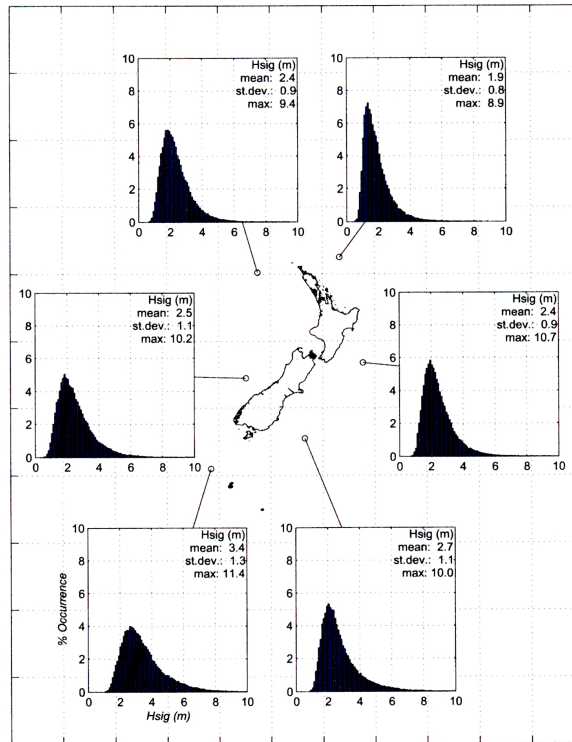 Hsig (m)
mean: 2.4
st.dev.: 0.9
max: 9.4
10
8
6
4
2
0
0 2 4 6 8 10
Hsig (m)
mean: 1.9
st.dev.: 0.8
max: 8.9
10
8
6
4
2
0
0 2 4 6 8 10
Hsig (m)
mean: 2.5
st.dev.: 1.1
max: 10.2
10
8
6
4
2
0
0 2 4 6 8 10
Hsig (m)
mean: 2.4
st.dev.: 0.9
max: 10.7
10
8
6
4
2
0
0 2 4 6 8 10
Hsig (m)
mean: 3.4
st.dev.: 1.3
max: 11.4
10
8
6
4
2
0
% Occurrence
0 2 4 6 8 10
Hsig (m)
Hsig (m)
mean: 2.7
st.dev.: 1.1
max: 10.0
10
8
6
4
2
0
0 2 4 6 8 10